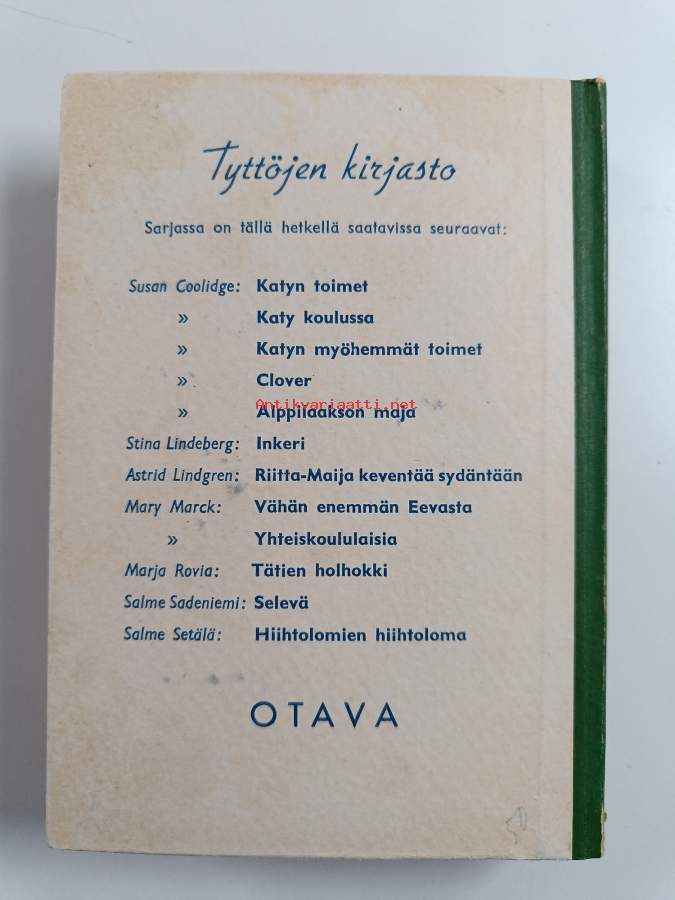 Tyttöjen kirjasto
Sarjassa on tällä hetkellä saatavissa seuraavat:
Susan Coolidge: Katyn toimet
» Katy koulussa
» Katyn myöhemmät toimet
» Clover
Antikvariaatti.net
» Alppilaakson maja
Stina Lindeberg: Inkeri
Astrid Lindgren: Riitta-Maija keventää sydäntään
Mary Marck: Vähän enemmän Eevasta
» Yhteiskoululaisia
Marja Rovia: Tätien holhokki
Salme Sadeniemi: Selevä
Salme Setälä: Hiihtolomien hiihtoloma
OTAVA